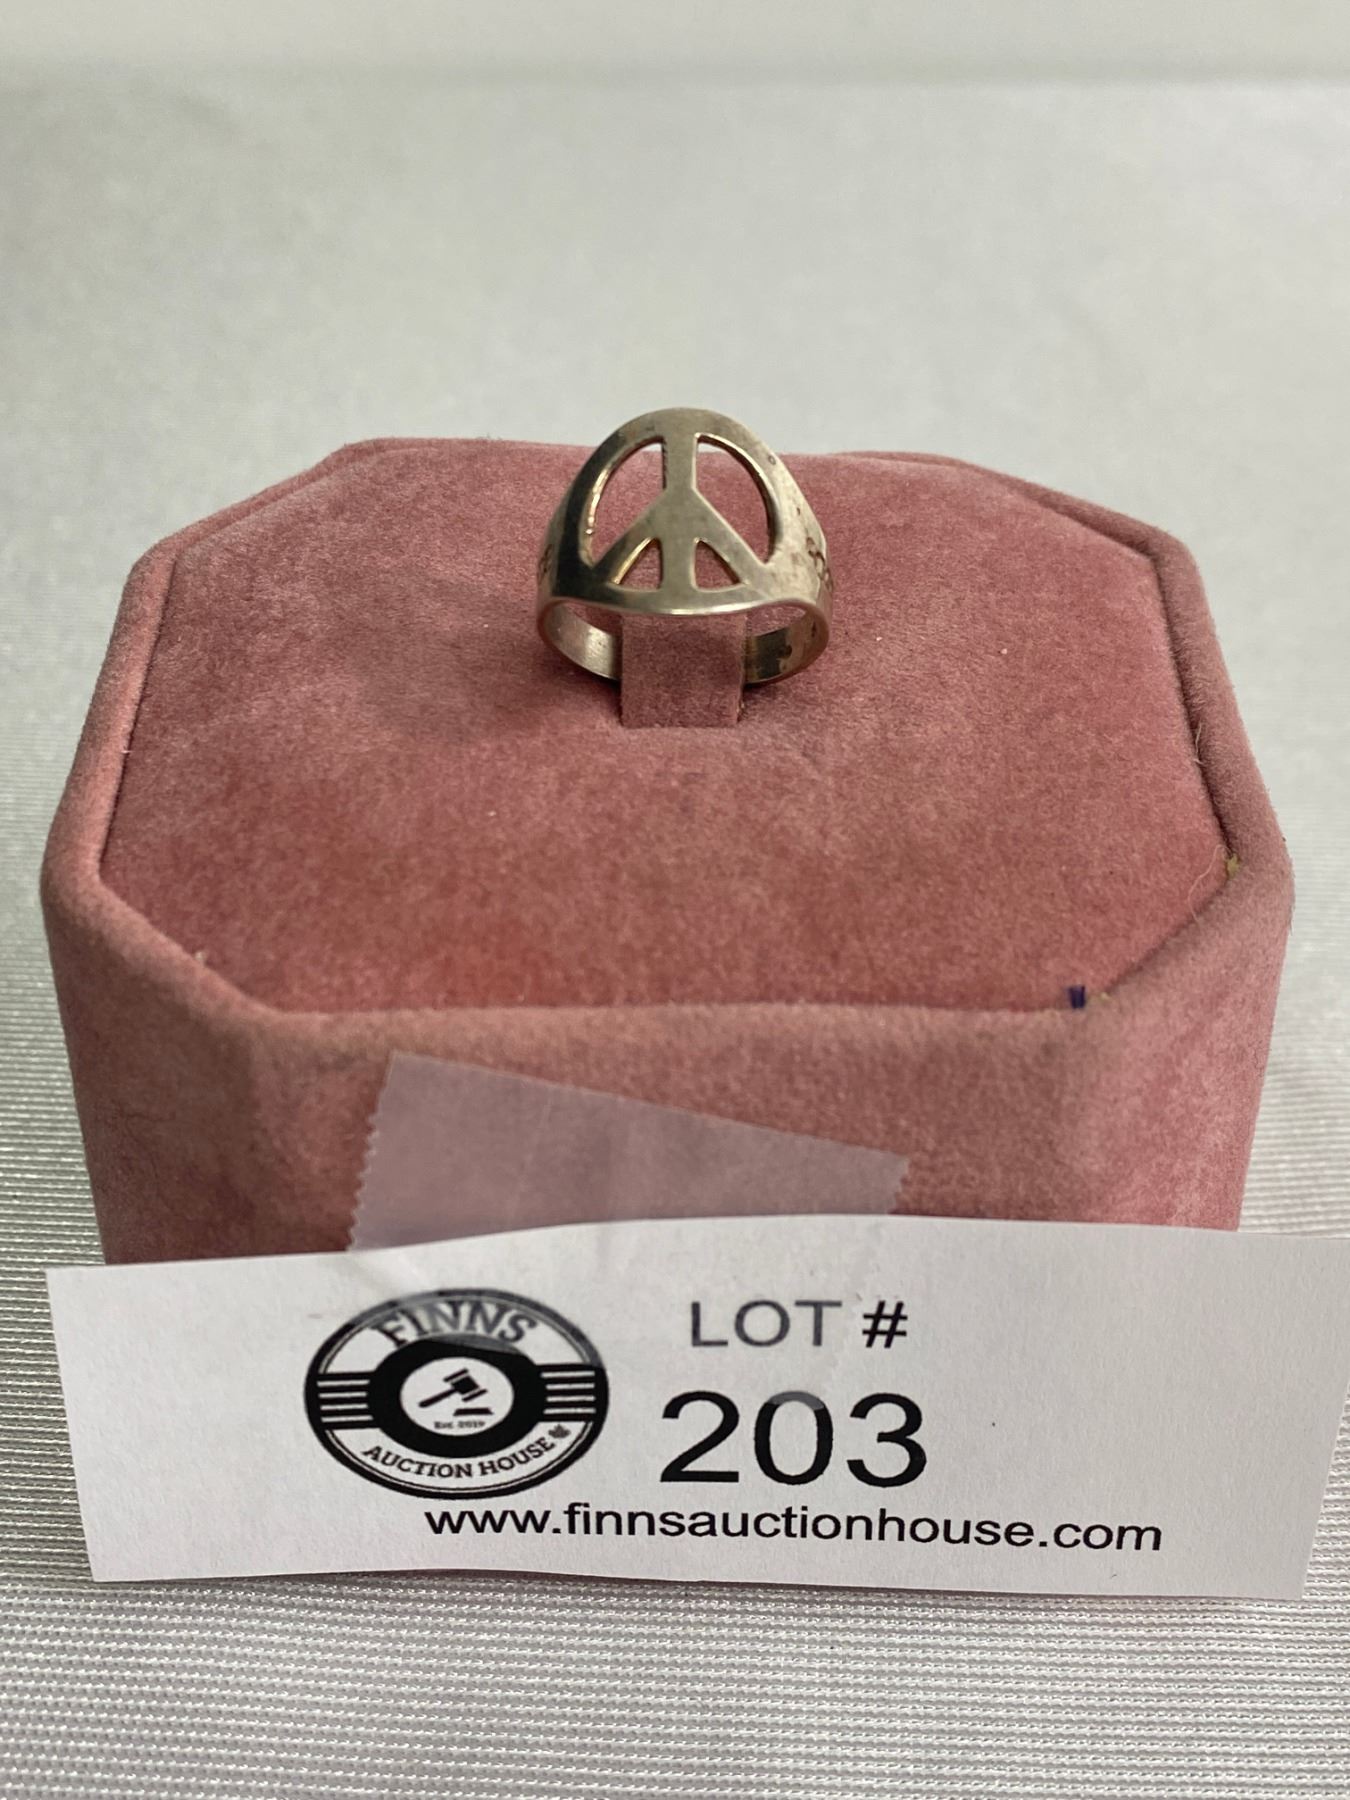 FINNS
Est. 2019
AUCTION HOUSE
LOT #
203
www.finnsauctionhouse.com